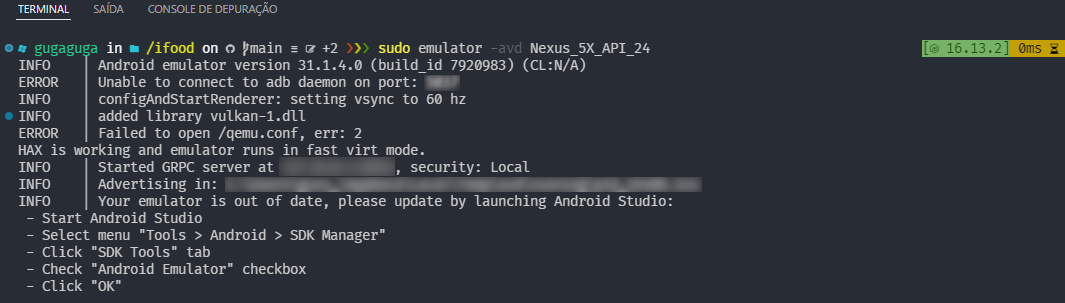 TERMINAL SAÍDA CONSOLE DE DEPURAÇÃO
gugaguga in /ifood on main ≡ +2 ❯❯❯ sudo emulator -avd Nexus_5X_API_24 [ 16.13.2] 0ms
INFO | Android emulator version 31.1.4.0 (build_id 7920983) (CL:N/A)
ERROR | Unable to connect to adb daemon on port:
INFO | configAndStartRenderer: setting vsync to 60 hz
INFO | added library vulkan-1.dll
ERROR | Failed to open /qemu.conf, err: 2
HAX is working and emulator runs in fast virt mode.
INFO | Started GRPC server at , security: Local
INFO | Advertising in:
INFO | Your emulator is out of date, please update by launching Android Studio:
- Start Android Studio
- Select menu "Tools > Android > SDK Manager"
- Click "SDK Tools" tab
- Check "Android Emulator" checkbox
- Click "OK"